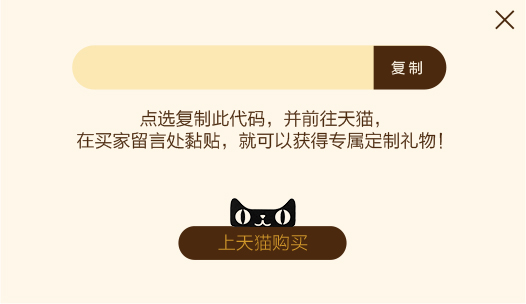 复制
点选复制此代码，并前往天猫，
在买家留言处黏贴，就可以获得专属定制礼物！
上天猫购买